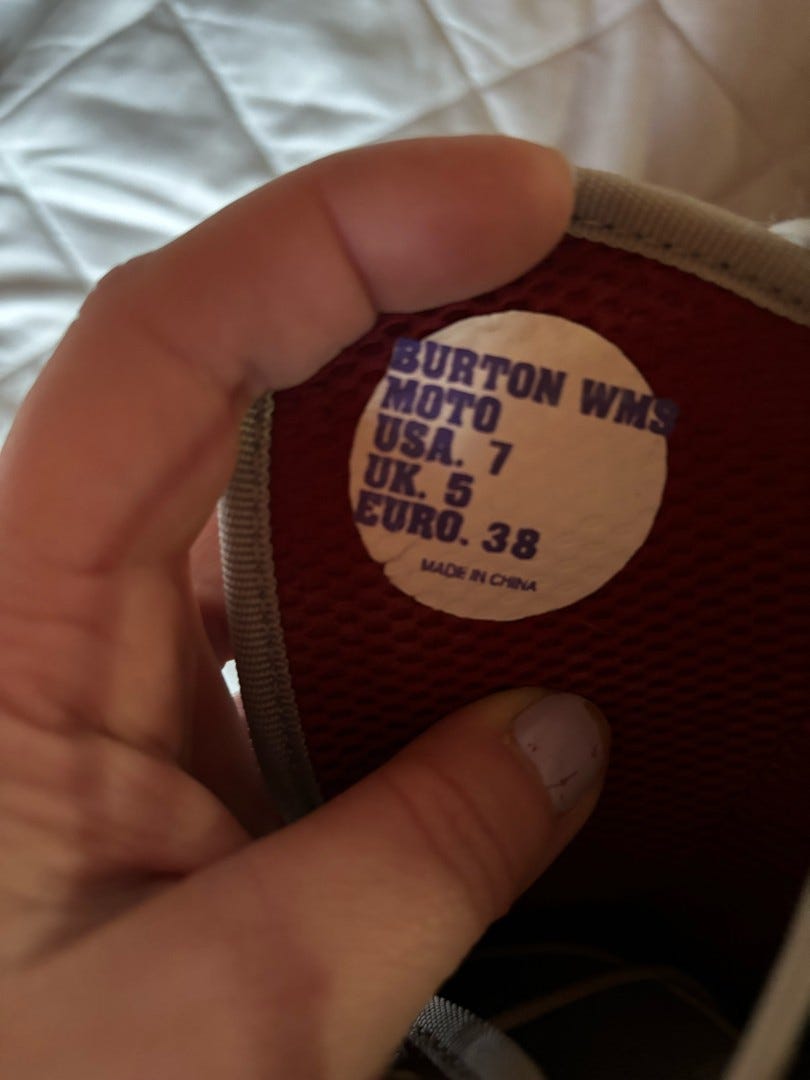 BURTON WMS
MOTO
USA. 7
UK. 5
EURO. 38
MADE IN CHINA